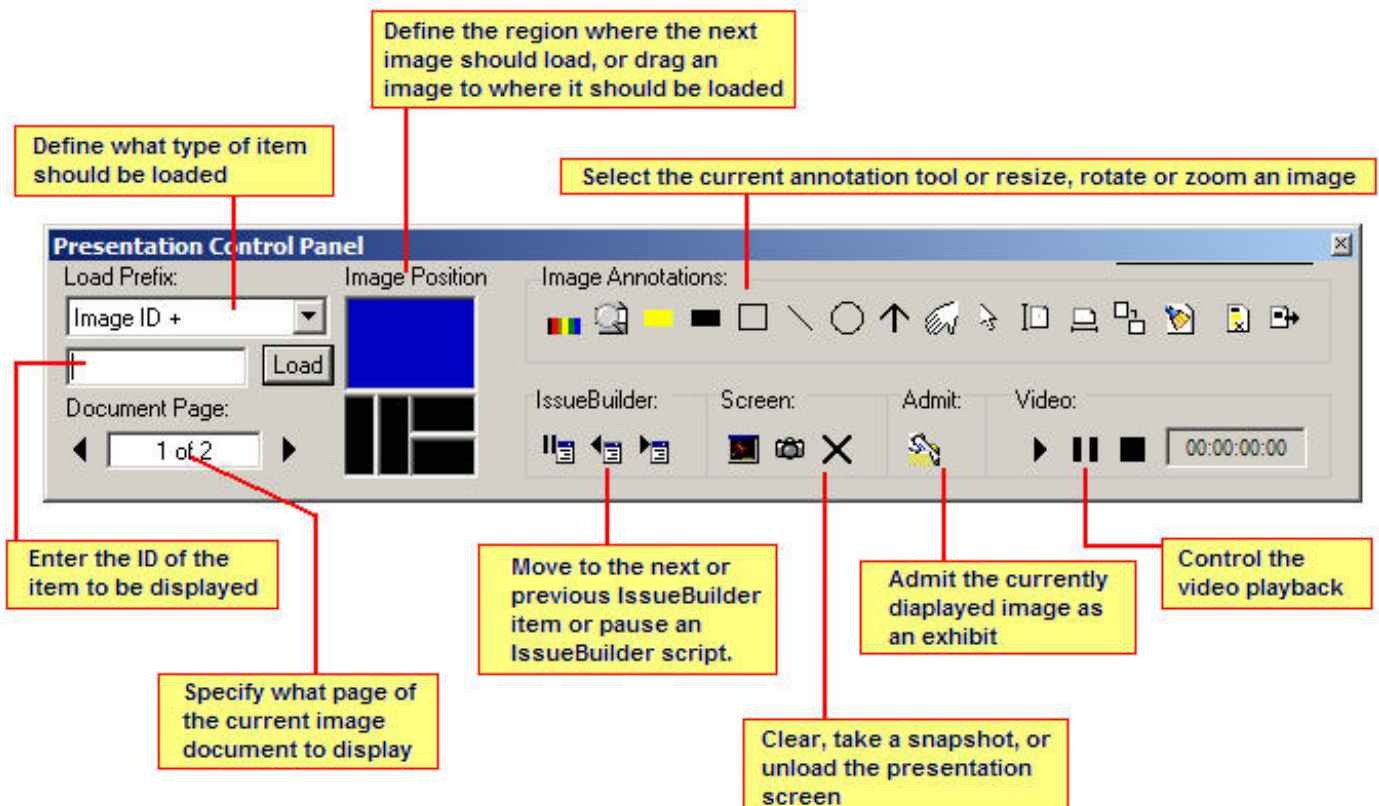 Define the region where the next
image should load, or drag an
image to where it should be loaded
Define what type of item
should be loaded
Select the current annotation tool or resize, rotate or zoom an image
Presentation Control Panel
Load Prefix:
Image Position
Image Annotations:
Image ID +
Load
Document Page:
1 of 2
IssueBuilder:
Screen:
Admit:
Video:
00:00:00:00
Enter the ID of the
item to be displayed
Move to the next or
previous IssueBuilder
item or pause an
IssueBuilder script.
Admit the currently
diaplayed image as
an exhibit
Control the
video playback
Specify what page of
the current image
document to display
Clear, take a snapshot, or
unload the presentation
screen